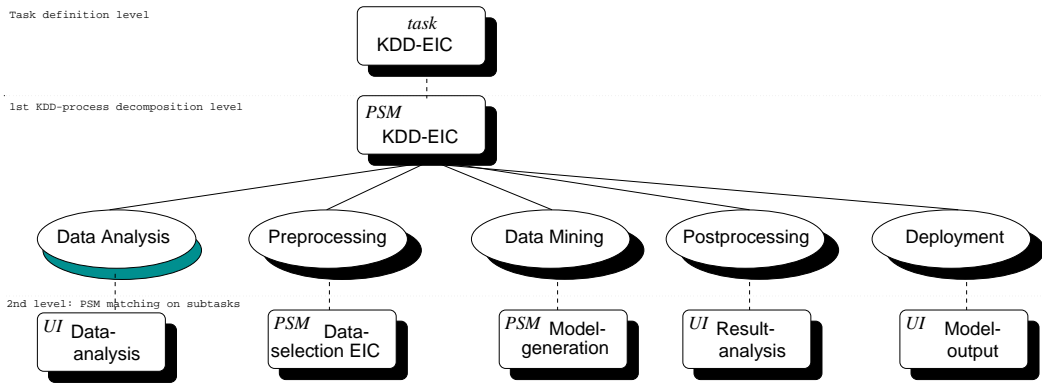 Task definition level
task
KDD-EIC
1st KDD-process decomposition level
PSM
KDD-EIC
Data Analysis
Preprocessing
Data Mining
Postprocessing
Deployment
2nd level: PSM matching on subtasks
UI Data-
analysis
PSM Data-
selection EIC
PSM Model-
generation
UI Result-
analysis
UI Model-
output